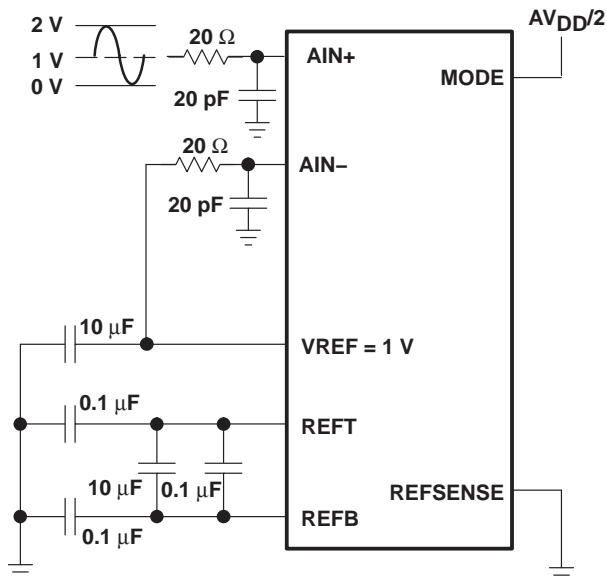 2 V
1 V
0 V
20 Ω
20 pF
AIN+
AVDD/2
MODE
20 Ω
20 pF
AIN–
10 µF
VREF = 1 V
0.1 µF
REFT
10 µF
0.1 µF
REFSENSE
0.1 µF
REFB